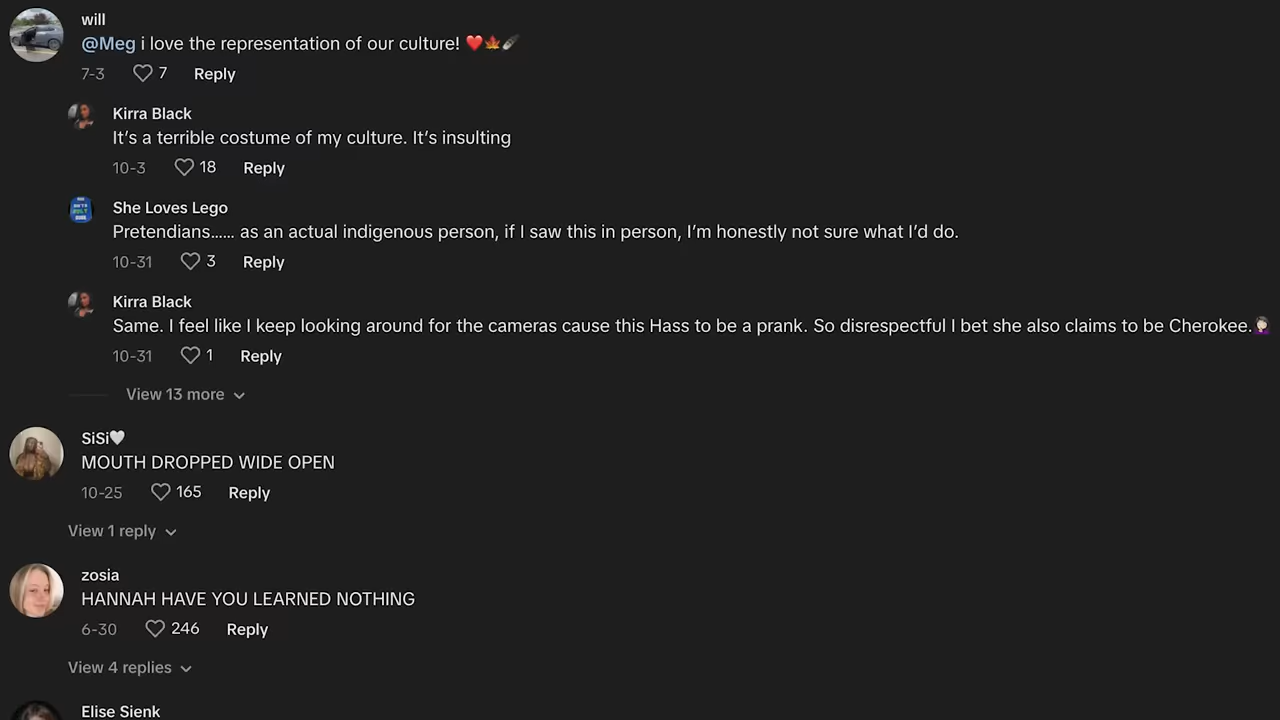 will
@Meg i love the representation of our culture! ❤️🍁🪶
7-3 7 Reply
Kirra Black
It’s a terrible costume of my culture. It’s insulting
10-3 18 Reply
She Loves Lego
Pretendians...... as an actual indigenous person, if I saw this in person, I’m honestly not sure what I’d do.
10-31 3 Reply
Kirra Black
Same. I feel like I keep looking around for the cameras cause this Hass to be a prank. So disrespectful I bet she also claims to be Cherokee.🤦🏻‍♀️
10-31 1 Reply
View 13 more
SiSi🤍
MOUTH DROPPED WIDE OPEN
10-25 165 Reply
View 1 reply
zosia
HANNAH HAVE YOU LEARNED NOTHING
6-30 246 Reply
View 4 replies
Elise Sienk